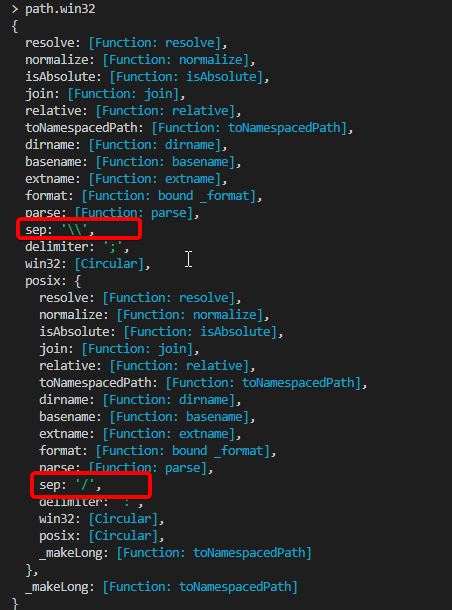 > path.win32
{
  resolve: [Function: resolve],
  normalize: [Function: normalize],
  isAbsolute: [Function: isAbsolute],
  join: [Function: join],
  relative: [Function: relative],
  toNamespacedPath: [Function: toNamespacedPath],
  dirname: [Function: dirname],
  basename: [Function: basename],
  extname: [Function: extname],
  format: [Function: bound _format],
  parse: [Function: parse],
  sep: '\\',
  delimiter: ';',
  win32: [Circular],
  posix: {
    resolve: [Function: resolve],
    normalize: [Function: normalize],
    isAbsolute: [Function: isAbsolute],
    join: [Function: join],
    relative: [Function: relative],
    toNamespacedPath: [Function: toNamespacedPath],
    dirname: [Function: dirname],
    basename: [Function: basename],
    extname: [Function: extname],
    format: [Function: bound _format],
    parse: [Function: parse],
    sep: '/',
    delimiter: ':',
    win32: [Circular],
    posix: [Circular],
    _makeLong: [Function: toNamespacedPath]
  },
  _makeLong: [Function: toNamespacedPath]
}